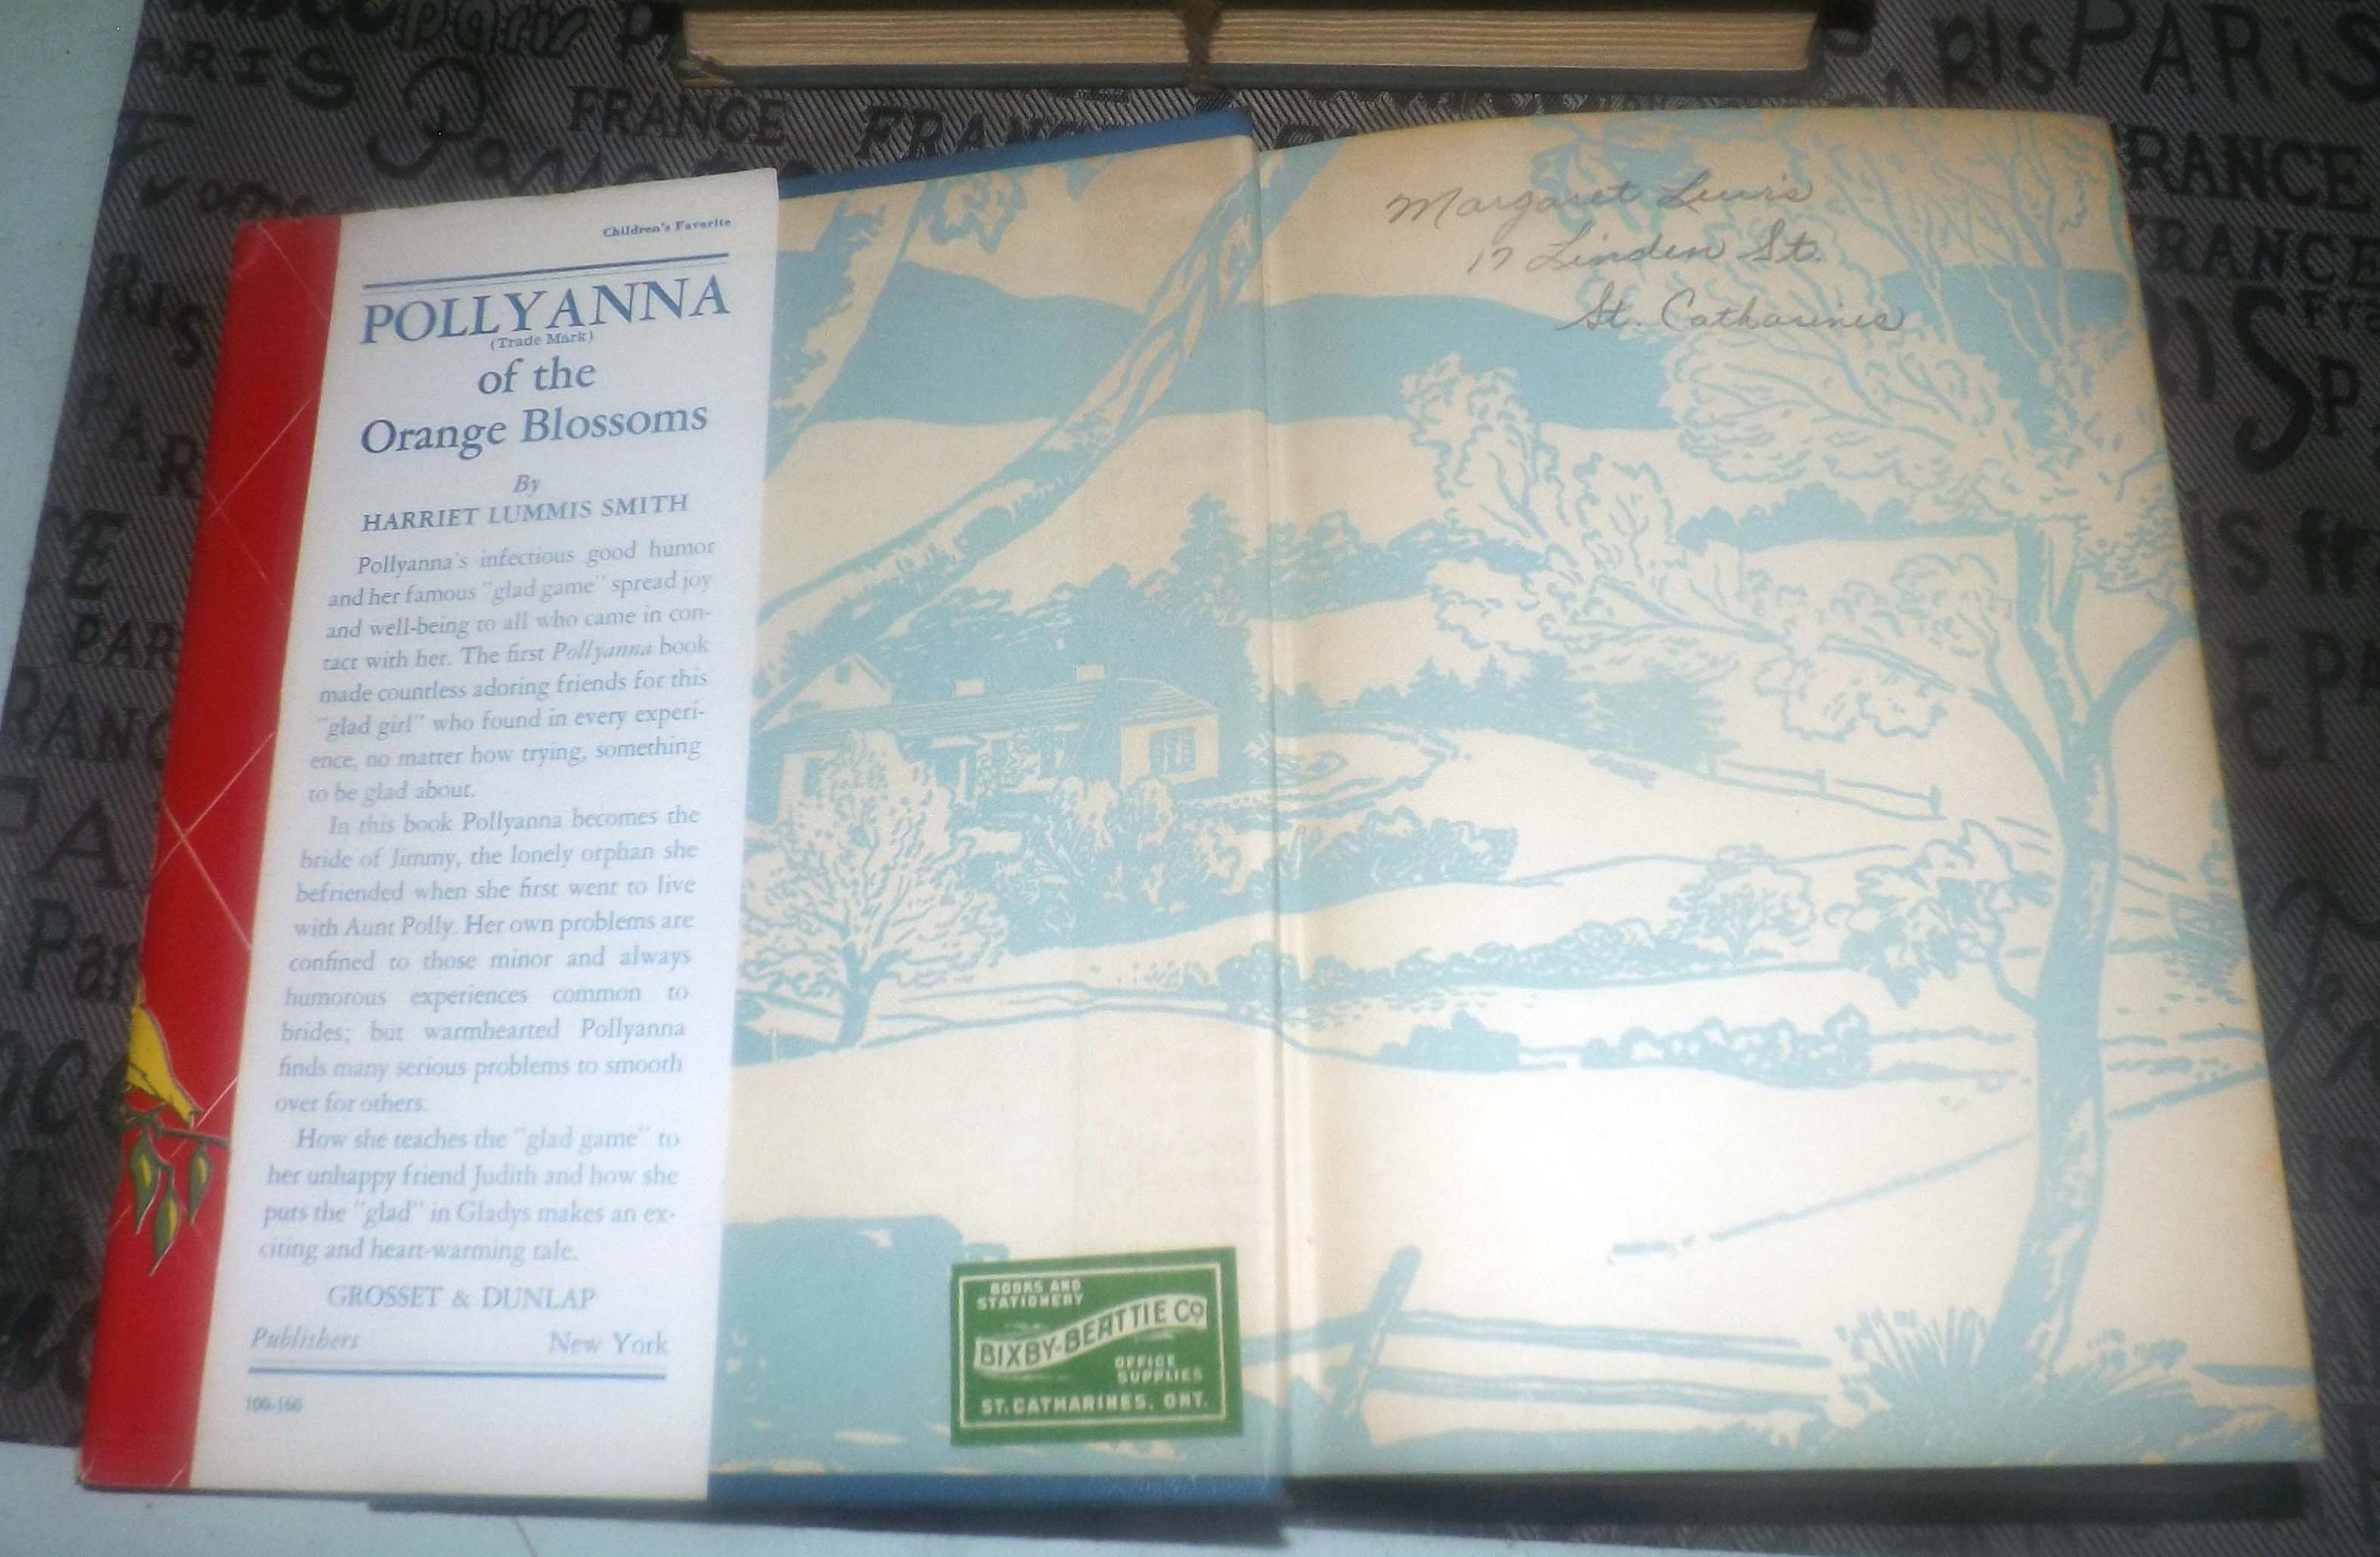 Children's Favorite
POLLYANNA
(Trade Mark)
of the
Orange Blossoms
By
HARRIET LUMMIS SMITH
Pollyanna's infectious good humor
and her famous "glad game" spread joy
and well-being to all who came in con-
tact with her. The first Pollyanna book
made countless adoring friends for this
"glad girl" who found in every experi-
ence, no matter how trying, something
to be glad about.
In this book Pollyanna becomes the
bride of Jimmy, the lonely orphan she
befriended when she first went to live
with Aunt Polly. Her own problems are
confined to those minor and always
humorous experiences common to
brides; but warmhearted Pollyanna
finds many serious problems to smooth
over for others.
How she teaches the "glad game" to
her unhappy friend Judith and how she
puts the "glad" in Gladys makes an ex-
citing and heart-warming tale.
GROSSET & DUNLAP
Publishers New York
100-160
Margaret Lewis
17 Linden St.
St. Catharines
BOOKS AND
STATIONERY
BIXBY-BEATTIE CO
OFFICE
SUPPLIES
ST. CATHARINES, ONT.
FRANCE
PARIS
FRANCE